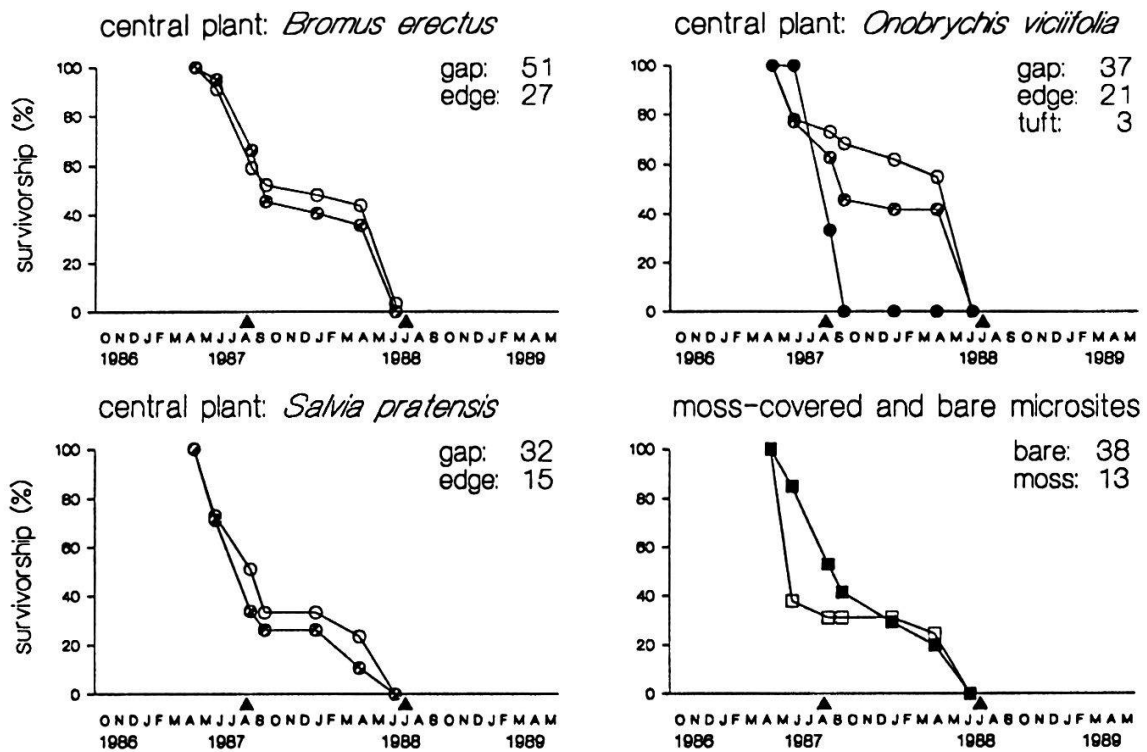 central plant: Bromus erectus
gap: 51
edge: 27
survivorship (%)
100
80
60
40
20
0
O N D J F M A M J J A S O N D J F M A M J J A S O N D J F M A M
1986 1987 1988 1989
central plant: Onobrychis viciifolia
gap: 37
edge: 21
tuft: 3
100
80
60
40
20
0
O N D J F M A M J J A S O N D J F M A M J J A S O N D J F M A M
1986 1987 1988 1989
central plant: Salvia pratensis
gap: 32
edge: 15
survivorship (%)
100
80
60
40
20
0
O N D J F M A M J J A S O N D J F M A M J J A S O N D J F M A M
1986 1987 1988 1989
moss-covered and bare microsites
bare: 38
moss: 13
100
80
60
40
20
0
O N D J F M A M J J A S O N D J F M A M J J A S O N D J F M A M
1986 1987 1988 1989